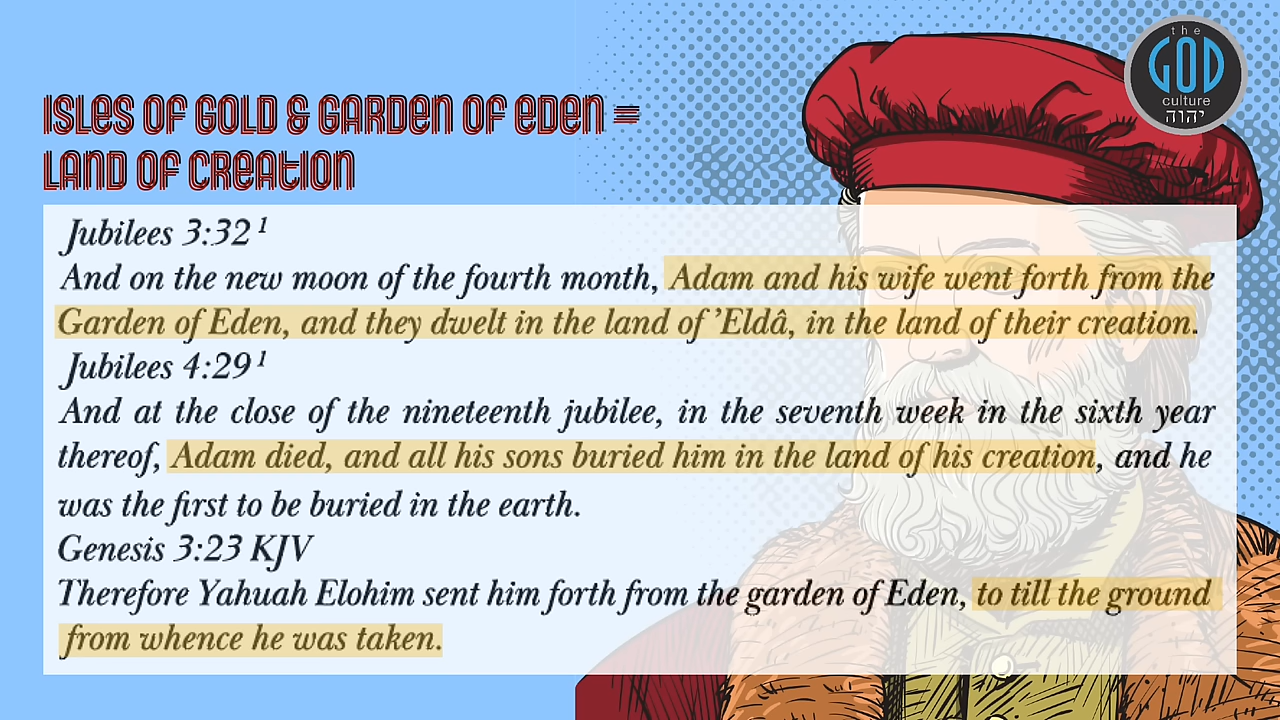 the
GOD
culture
יהוה
ISLES OF GOLD & GARDEN OF EDEN =
LAND OF CREATION
Jubilees 3:32¹
And on the new moon of the fourth month, Adam and his wife went forth from the
Garden of Eden, and they dwelt in the land of ’Eldâ, in the land of their creation.
Jubilees 4:29¹
And at the close of the nineteenth jubilee, in the seventh week in the sixth year
thereof, Adam died, and all his sons buried him in the land of his creation, and he
was the first to be buried in the earth.
Genesis 3:23 KJV
Therefore Yahuah Elohim sent him forth from the garden of Eden, to till the ground
from whence he was taken.